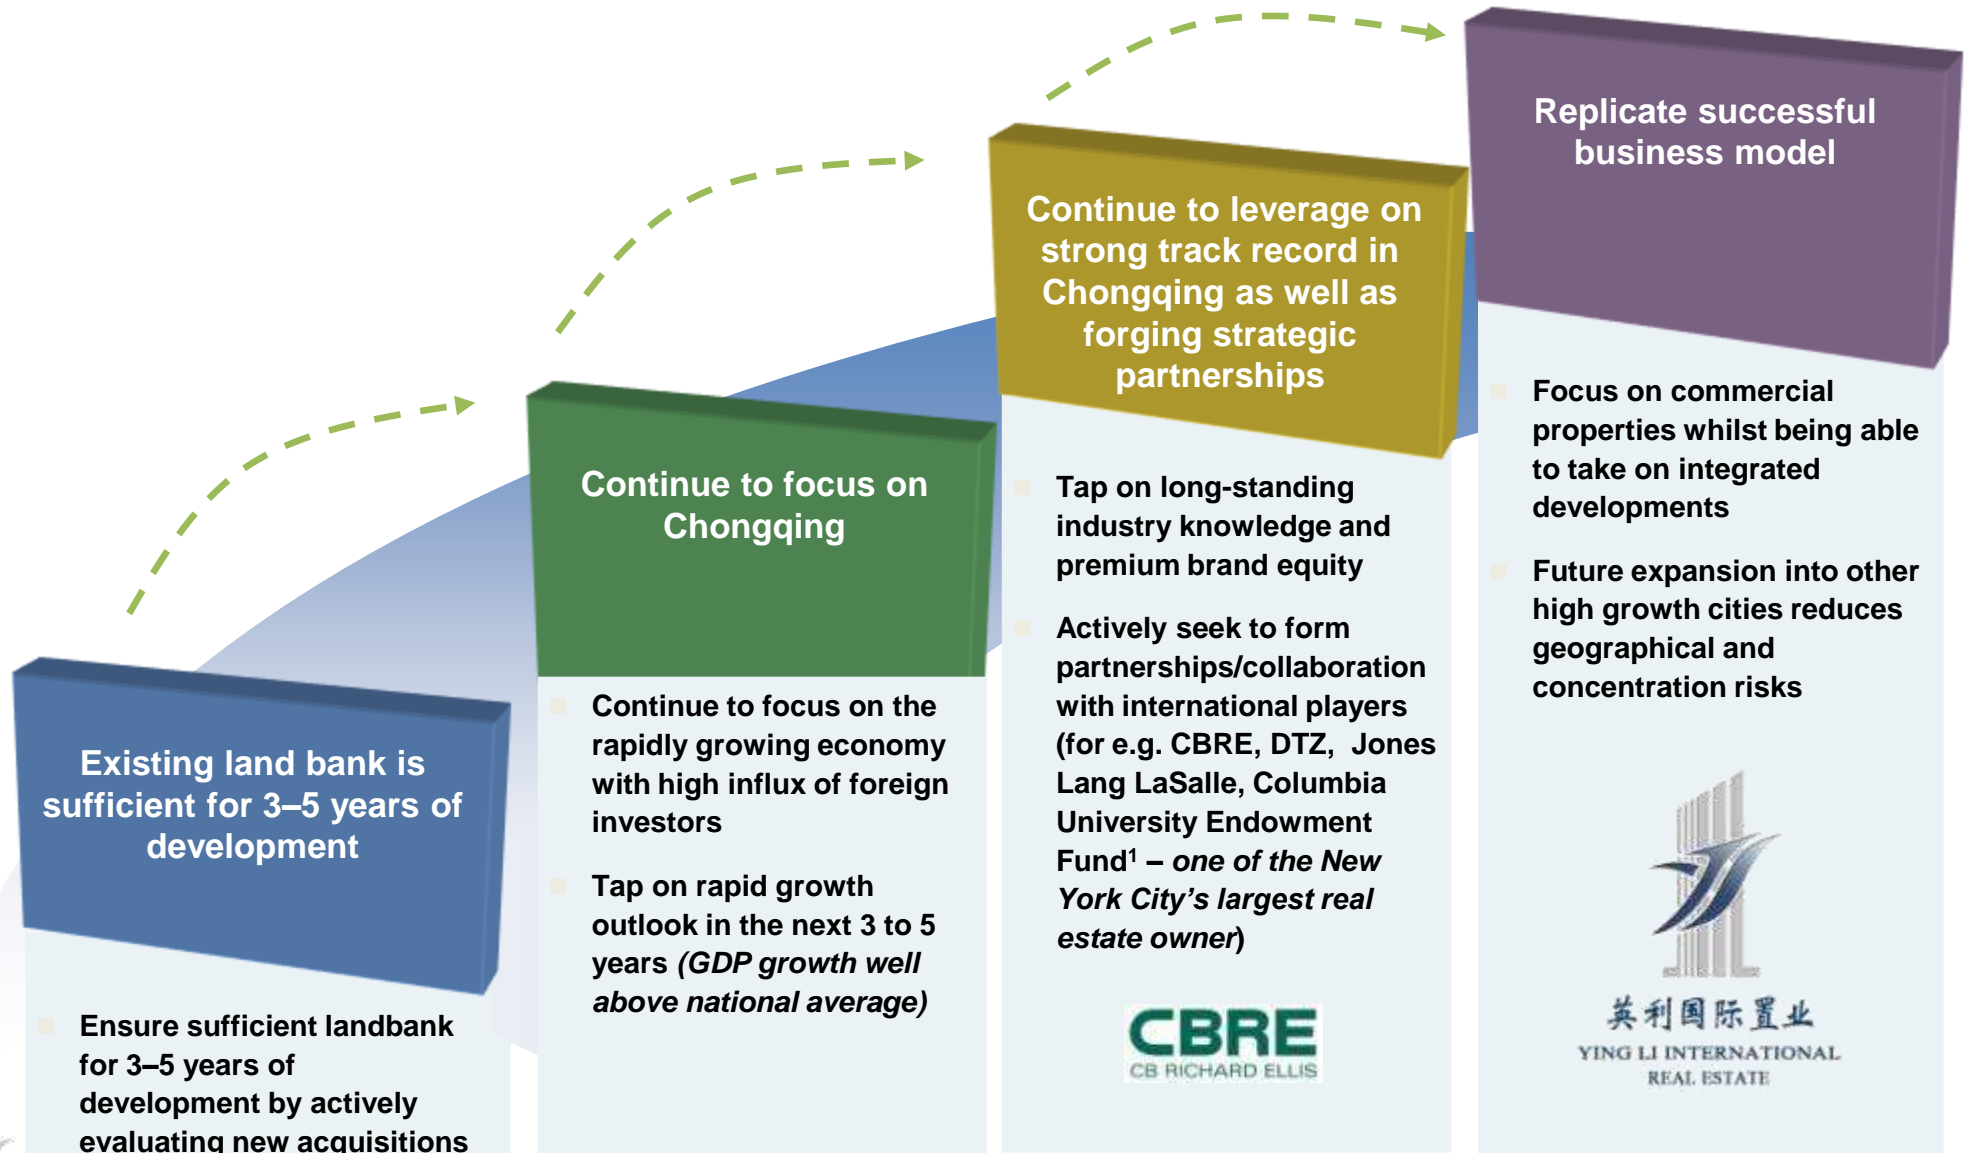 Existing land bank is
sufficient for 3–5 years of
development
Ensure sufficient landbank
for 3–5 years of
development by actively
evaluating new acquisitions
Continue to focus on
Chongqing
Continue to focus on the
rapidly growing economy
with high influx of foreign
investors
Tap on rapid growth
outlook in the next 3 to 5
years (GDP growth well
above national average)
Continue to leverage on
strong track record in
Chongqing as well as
forging strategic
partnerships
Tap on long-standing
industry knowledge and
premium brand equity
Actively seek to form
partnerships/collaboration
with international players
(for e.g. CBRE, DTZ, Jones
Lang LaSalle, Columbia
University Endowment
Fund¹ – one of the New
York City’s largest real
estate owner)
CBRE
CB RICHARD ELLIS
Replicate successful
business model
Focus on commercial
properties whilst being able
to take on integrated
developments
Future expansion into other
high growth cities reduces
geographical and
concentration risks
英利国际置业
YING LI INTERNATIONAL
REAL ESTATE